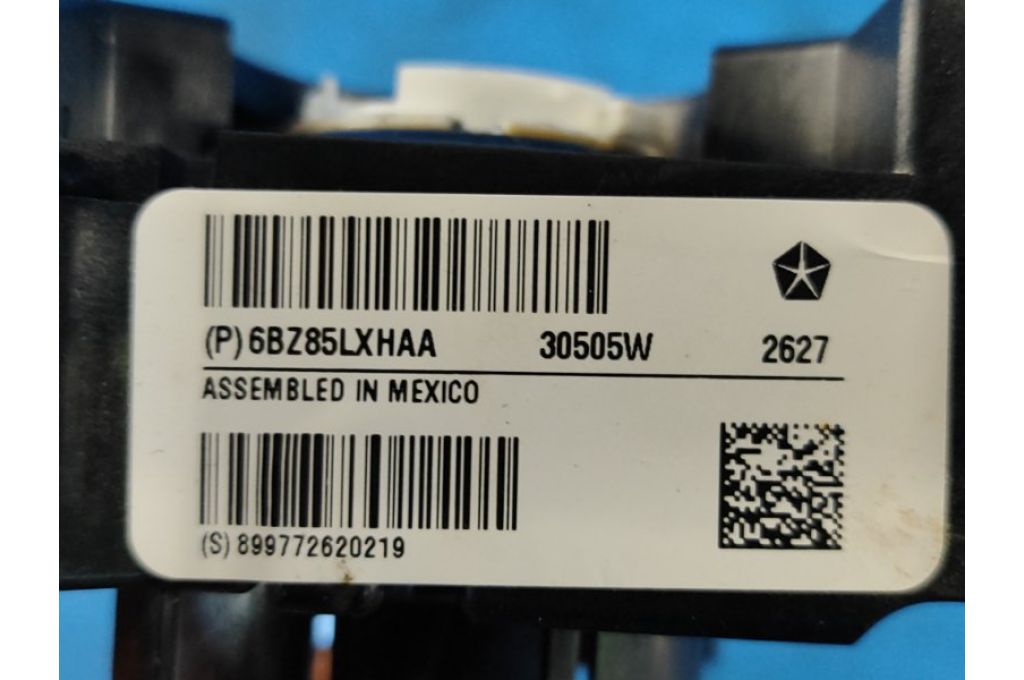 (P) 6BZ85LXHAA 30505W 2627
ASSEMBLED IN MEXICO
(S) 899772620219